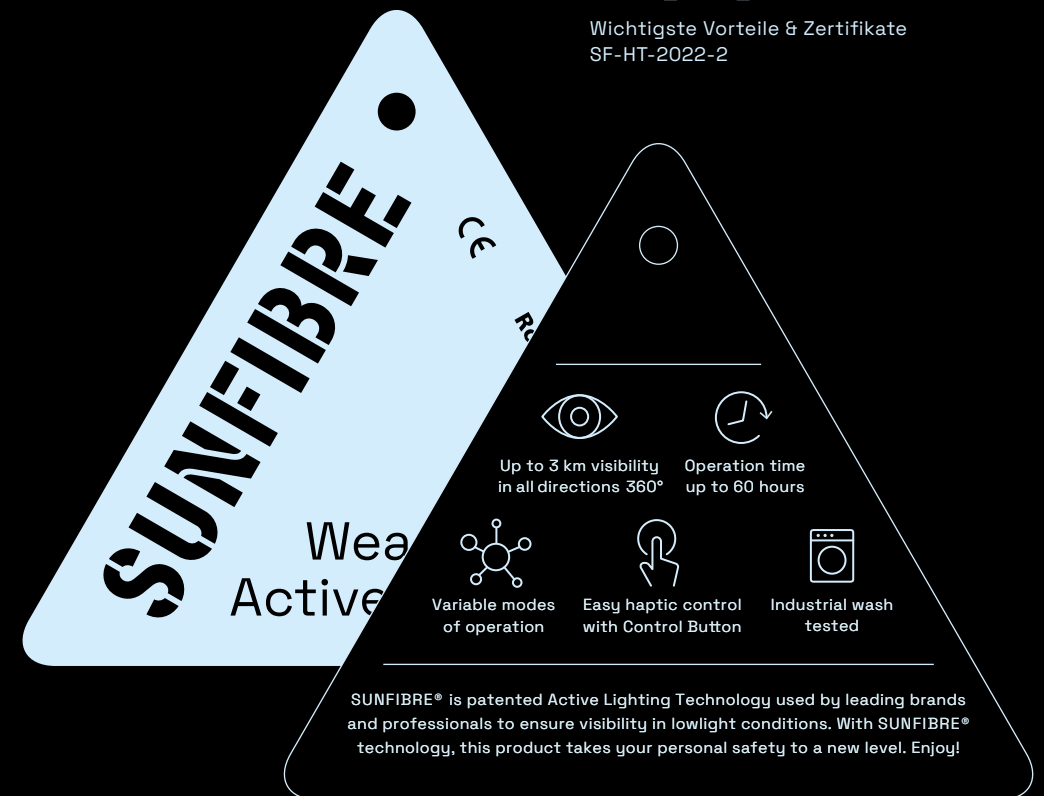 Wichtigste Vorteile & Zertifikate
SF-HT-2022-2
SUNFIBRE
CE
Up to 3 km visibility
in all directions 360°
Operation time
up to 60 hours
Variable modes
of operation
Easy haptic control
with Control Button
Industrial wash
tested
SUNFIBRE® is patented Active Lighting Technology used by leading brands
and professionals to ensure visibility in lowlight conditions. With SUNFIBRE®
technology, this product takes your personal safety to a new level. Enjoy!
Active